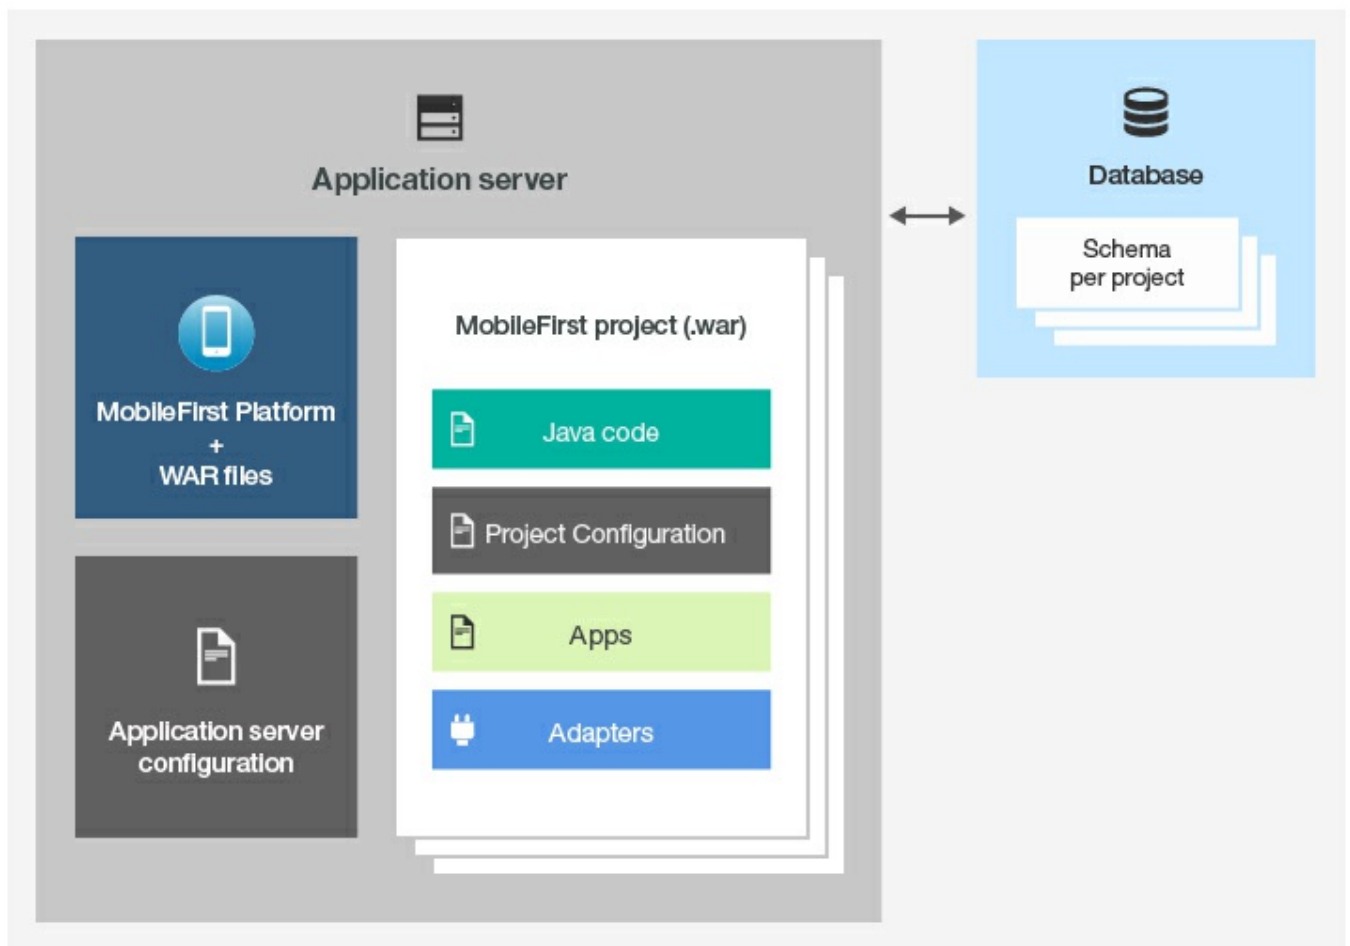 Application server
MobileFirst Platform
+
WAR files
Application server
configuration
MobileFirst project (.war)
Java code
Project Configuration
Apps
Adapters
Database
Schema
per project